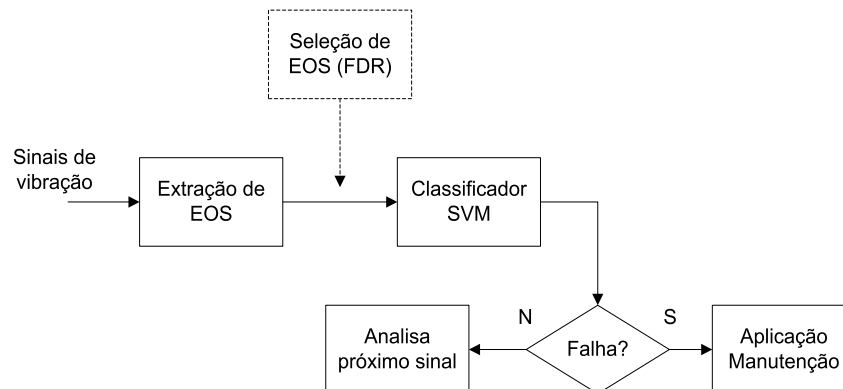 Seleção de
EOS (FDR)
Sinais de
vibração
Extração de
EOS
Classificador
SVM
N
S
Analisa
próximo sinal
Falha?
Aplicação
Manutenção